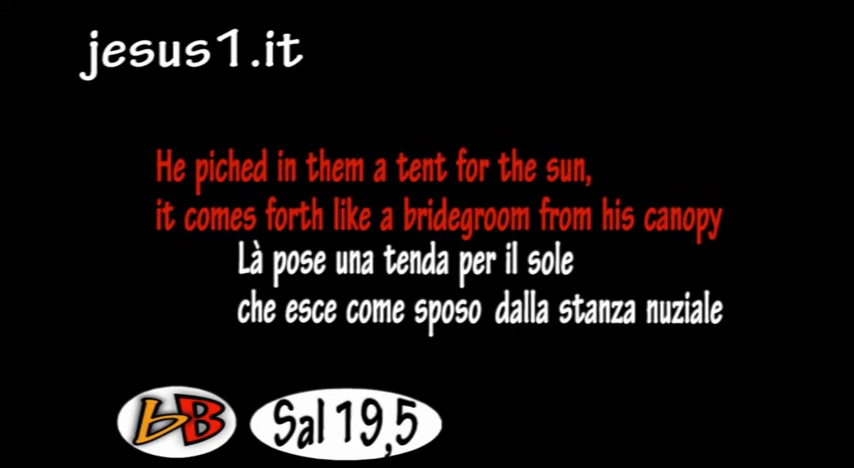 jesus1.it
He piched in them a tent for the sun,
it comes forth like a bridegroom from his canopy
Là pose una tenda per il sole
che esce come sposo dalla stanza nuziale
bB
Sal 19,5